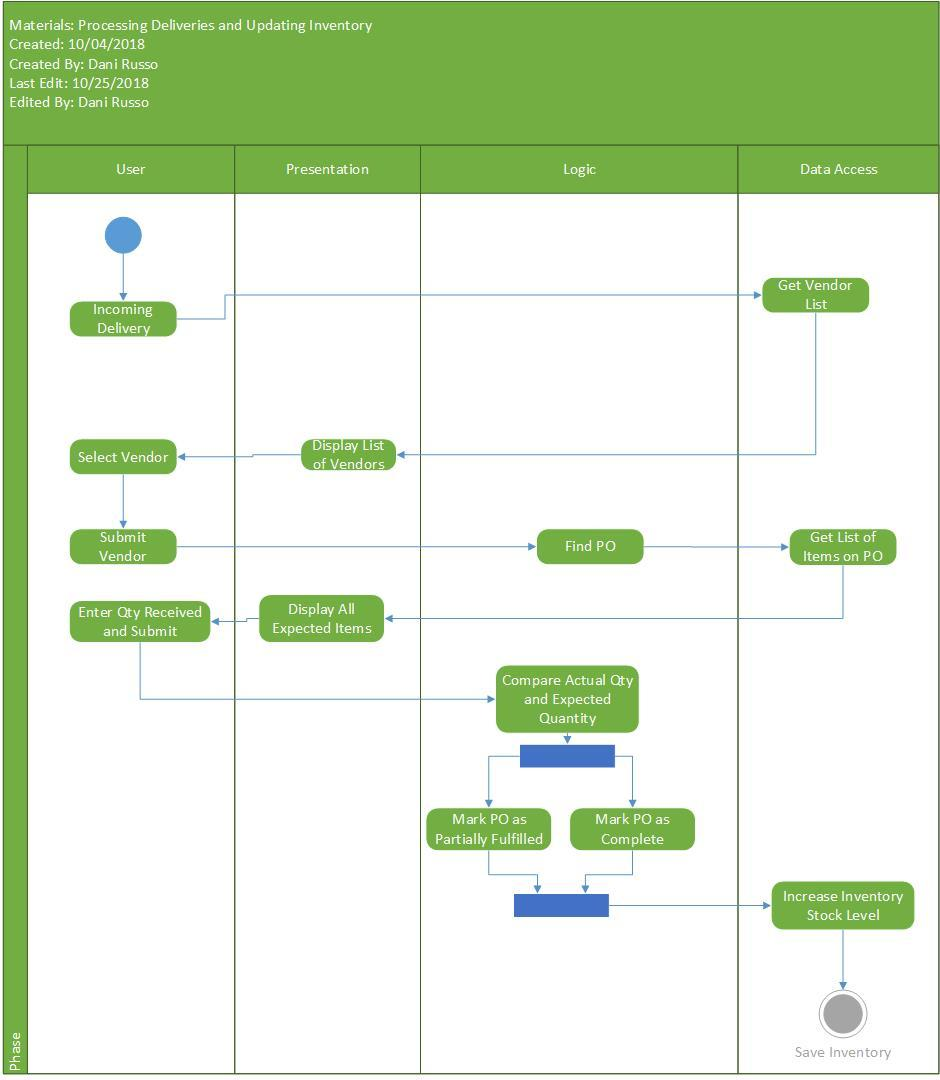 Materials: Processing Deliveries and Updating Inventory
Created: 10/04/2018
Created By: Dani Russo
Last Edit: 10/25/2018
Edited By: Dani Russo
User
Presentation
Logic
Data Access
Incoming
Delivery
Get Vendor
List
Select Vendor
Display List
of Vendors
Submit
Vendor
Find PO
Get List of
Items on PO
Enter Qty Received
and Submit
Display All
Expected Items
Compare Actual Qty
and Expected
Quantity
Mark PO as
Partially Fulfilled
Mark PO as
Complete
Increase Inventory
Stock Level
Save Inventory
Phase